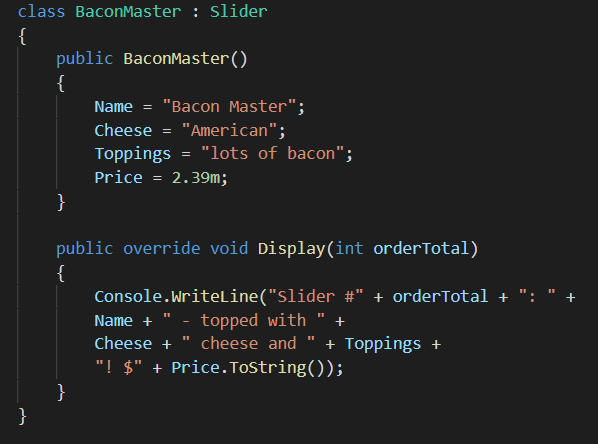 class BaconMaster : Slider
{
    public BaconMaster()
    {
        Name = "Bacon Master";
        Cheese = "American";
        Toppings = "lots of bacon";
        Price = 2.39m;
    }

    public override void Display(int orderTotal)
    {
        Console.WriteLine("Slider #" + orderTotal + ": " +
        Name + " - topped with " +
        Cheese + " cheese and " + Toppings +
        "! $" + Price.ToString());
    }
}